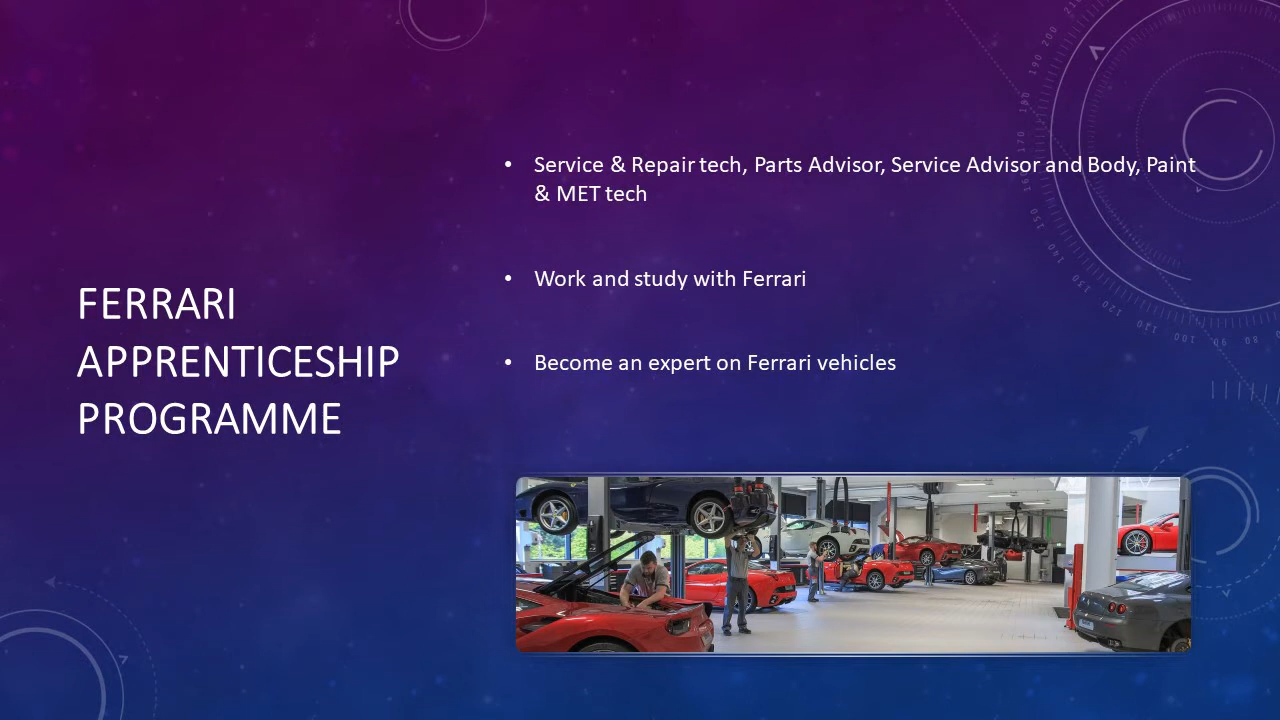 FERRARI
APPRENTICESHIP
PROGRAMME
• Service & Repair tech, Parts Advisor, Service Advisor and Body, Paint
& MET tech
• Work and study with Ferrari
• Become an expert on Ferrari vehicles